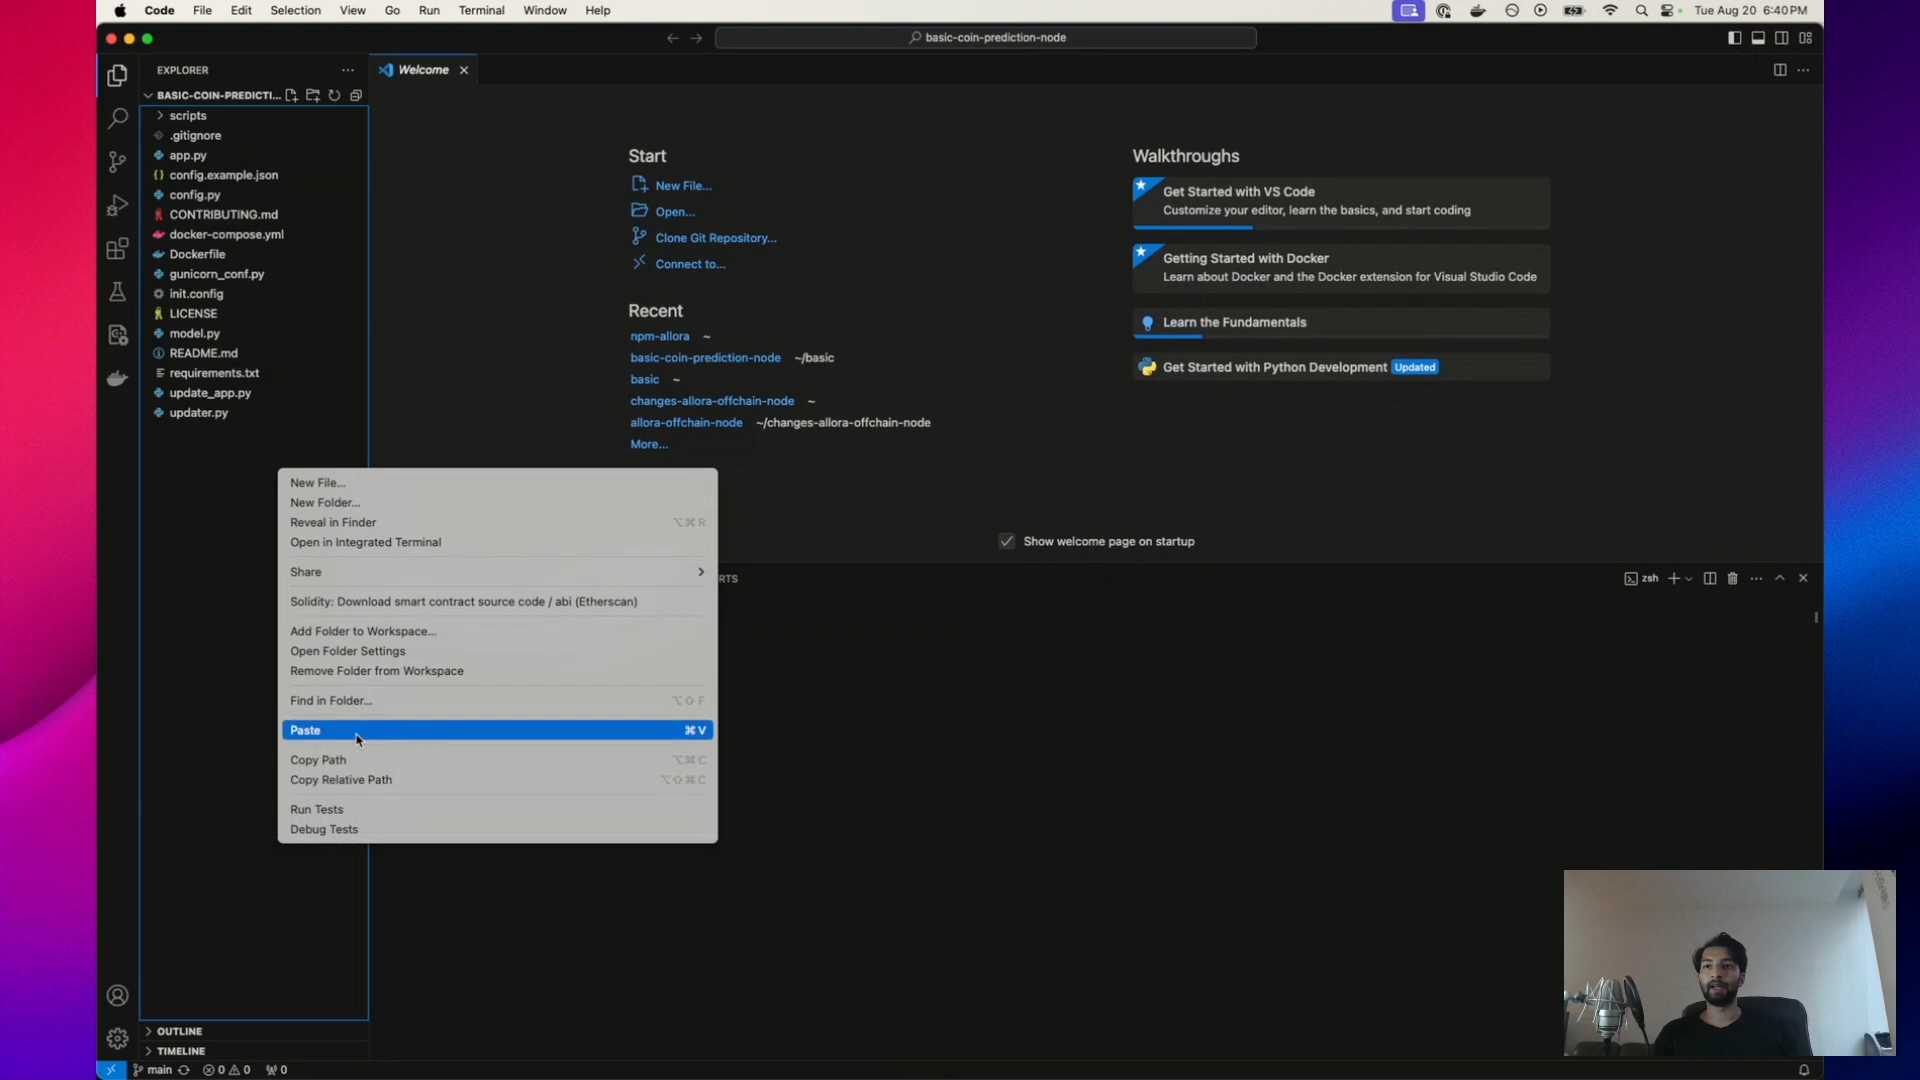 Code File Edit Selection View Go Run Terminal Window Help Tue Aug 20 6:40 PM
basic-coin-prediction-node
EXPLORER
Welcome
BASIC-COIN-PREDICTI...
scripts
.gitignore
app.py
config.example.json
config.py
CONTRIBUTING.md
docker-compose.yml
Dockerfile
gunicorn_conf.py
init.config
LICENSE
model.py
README.md
requirements.txt
update_app.py
updater.py
Start
New File...
Open...
Clone Git Repository...
Connect to...
Recent
npm-allora ~
basic-coin-prediction-node ~/basic
basic ~
changes-allora-offchain-node ~
allora-offchain-node ~/changes-allora-offchain-node
More...
Walkthroughs
Get Started with VS Code
Customize your editor, learn the basics, and start coding
Getting Started with Docker
Learn about Docker and the Docker extension for Visual Studio Code
Learn the Fundamentals
Get Started with Python Development Updated
Show welcome page on startup
New File...
New Folder...
Reveal in Finder ⌥⌘R
Open in Integrated Terminal
Share
Solidity: Download smart contract source code / abi (Etherscan)
Add Folder to Workspace...
Open Folder Settings
Remove Folder from Workspace
Find in Folder... ⌥⇧F
Paste ⌘V
Copy Path ⌥⌘C
Copy Relative Path ⌥⇧⌘C
Run Tests
Debug Tests
RTS
zsh
OUTLINE
TIMELINE
main 0 0 0